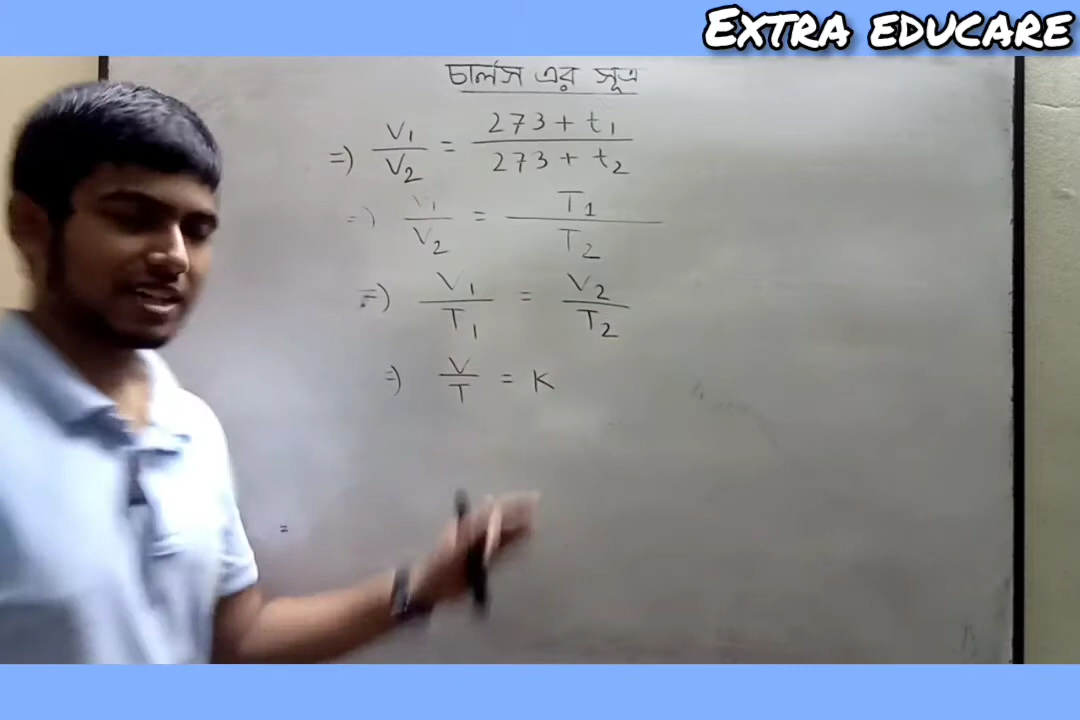 EXTRA EDUCARE
চার্লস এর সূত্র
=) V₁/V₂ = 273 + t₁/273 + t₂
=) V₁/V₂ = T₁/T₂
=) V₁/T₁ = V₂/T₂
=) V/T = K
=